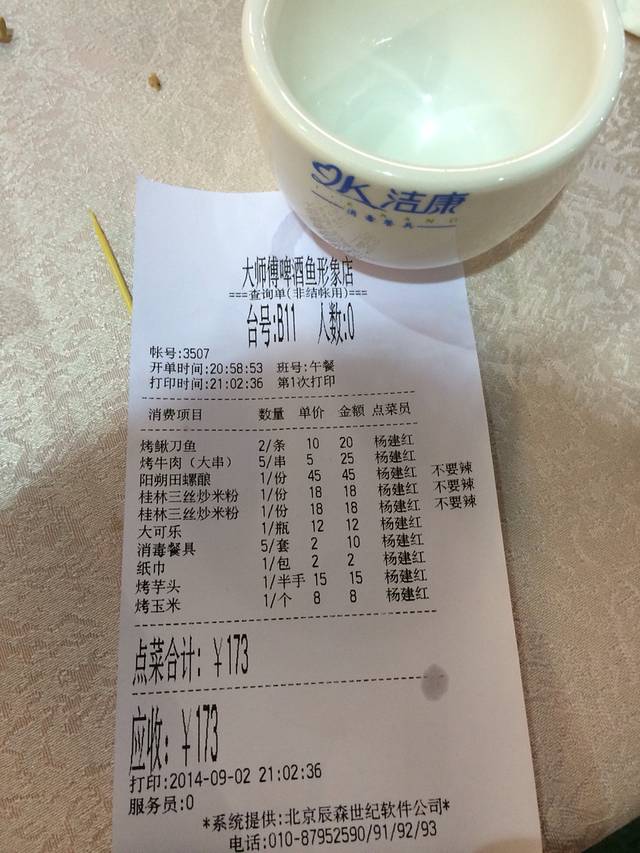 JK 洁康
消毒餐具
大师傅啤酒鱼形象店
===查询单(非结帐用)===
台号:B11 人数:0
帐号:3507
开单时间:20:58:53 班号:午餐
打印时间:21:02:36 第1次打印
消费项目 数量 单价 金额 点菜员
烤鳅刀鱼 2/条 10 20 杨建红
烤牛肉（大串） 5/串 5 25 杨建红
阳朔田螺酿 1/份 45 45 杨建红 不要辣
桂林三丝炒米粉 1/份 18 18 杨建红 不要辣
桂林三丝炒米粉 1/份 18 18 杨建红 不要辣
大可乐 1/瓶 12 12 杨建红
消毒餐具 5/套 2 10 杨建红
纸巾 1/包 2 2 杨建红
烤芋头 1/半手 15 15 杨建红
烤玉米 1/个 8 8 杨建红
点菜合计: ￥173
应收: ￥173
打印:2014-09-02 21:02:36
服务员:0
*系统提供:北京辰森世纪软件公司*
电话:010-87952590/91/92/93